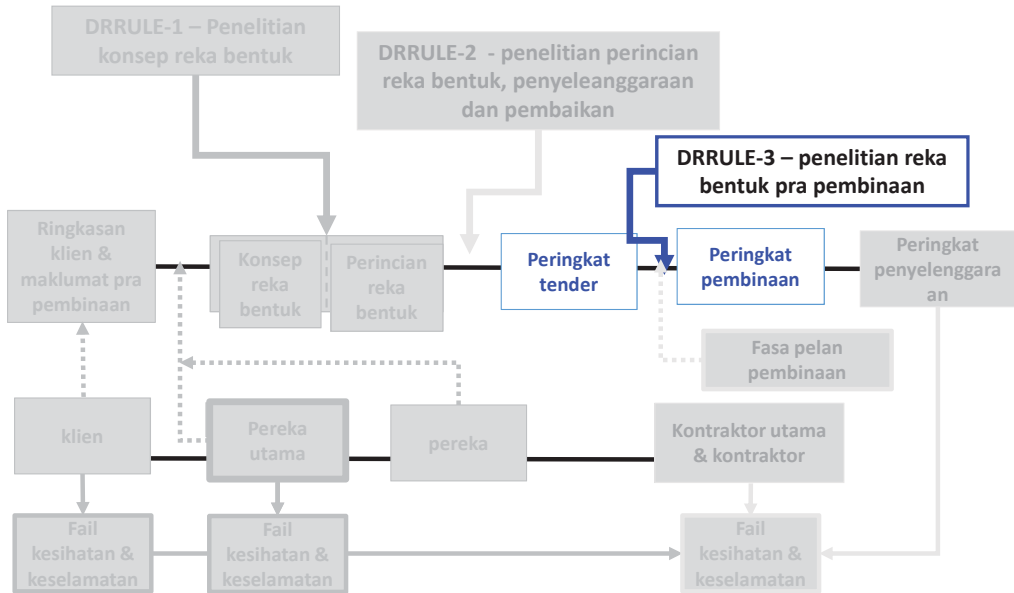 DRRULE-1 – Penelitian
konsep reka bentuk
DRRULE-2 - penelitian perincian
reka bentuk, penyeleanggaraan
dan pembaikan
DRRULE-3 – penelitian reka
bentuk pra pembinaan
Ringkasan
klien &
maklumat pra
pembinaan
Konsep
reka
bentuk
Perincian
reka
bentuk
Peringkat
tender
Peringkat
pembinaan
Peringkat
penyelenggara
an
Fasa pelan
pembinaan
klien
Pereka
utama
pereka
Kontraktor utama
& kontraktor
Fail
kesihatan &
keselamatan
Fail
kesihatan &
keselamatan
Fail
kesihatan &
keselamatan